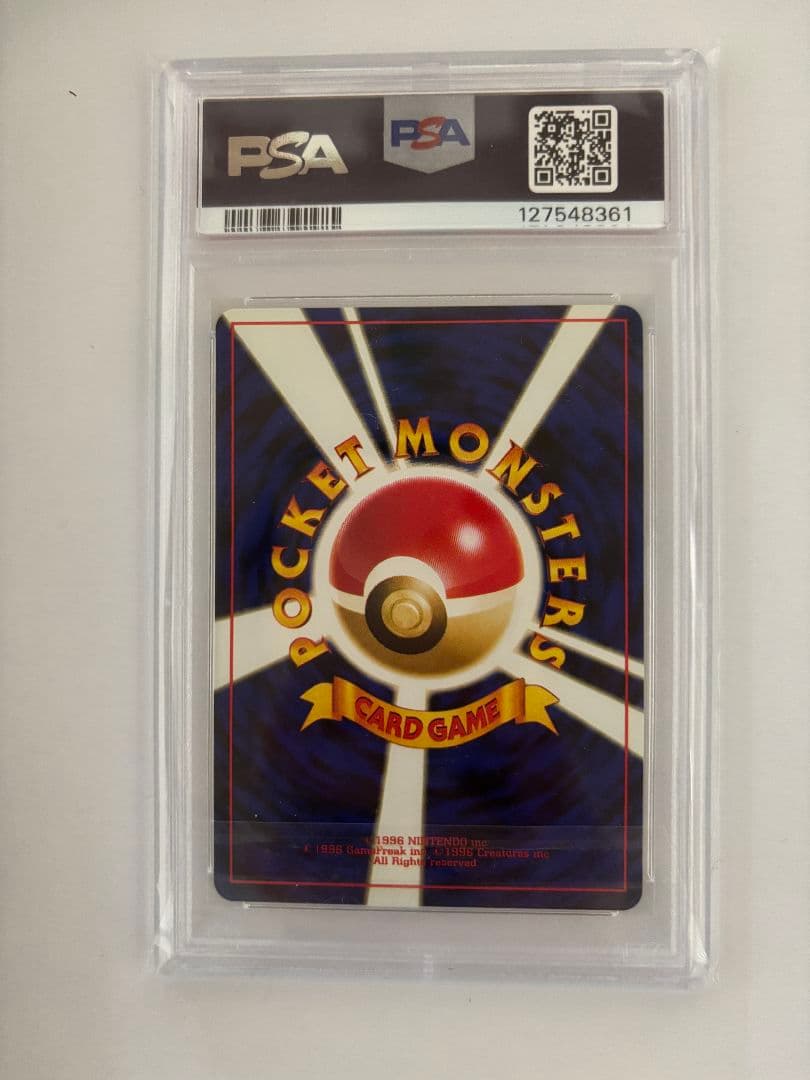 PSA
PSA
127548361
POCKET MONSTERS
CARD GAME
©1996 NINTENDO inc
© 1996 GameFreak inc © 1996 Creatures inc
All Rights reserved